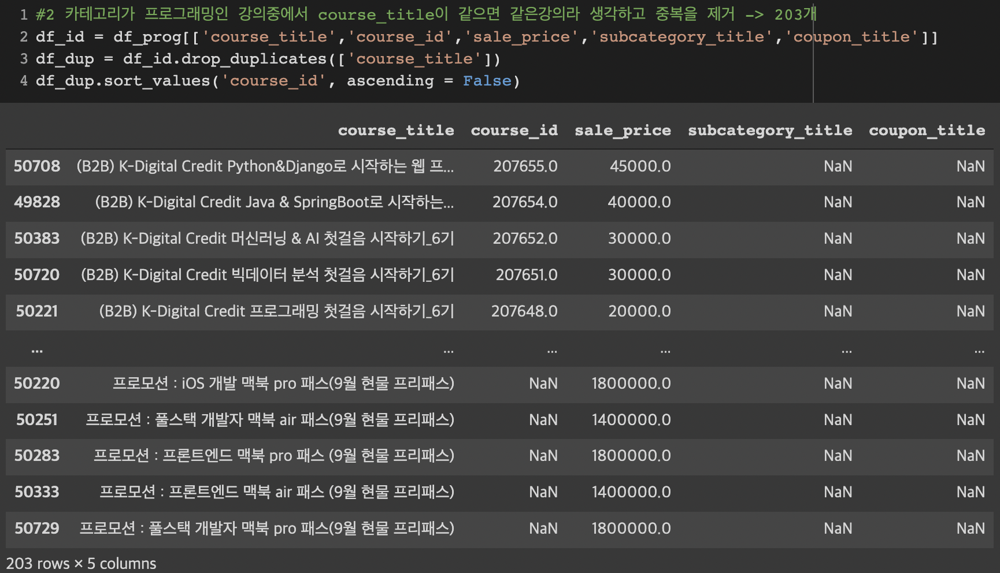 1 #2 카테고리가 프로그래밍인 강의중에서 course_title이 같으면 같은강의라 생각하고 중복을 제거 -> 203개
2 df_id = df_prog[['course_title','course_id','sale_price','subcategory_title','coupon_title']]
3 df_dup = df_id.drop_duplicates(['course_title'])
4 df_dup.sort_values('course_id', ascending = False)
course_title course_id sale_price subcategory_title coupon_title
50708 (B2B) K-Digital Credit Python&Django로 시작하는 웹 프... 207655.0 45000.0 NaN NaN
49828 (B2B) K-Digital Credit Java & SpringBoot로 시작하는... 207654.0 40000.0 NaN NaN
50383 (B2B) K-Digital Credit 머신러닝 & AI 첫걸음 시작하기_6기 207652.0 30000.0 NaN NaN
50720 (B2B) K-Digital Credit 빅데이터 분석 첫걸음 시작하기_6기 207651.0 30000.0 NaN NaN
50221 (B2B) K-Digital Credit 프로그래밍 첫걸음 시작하기_6기 207648.0 20000.0 NaN NaN
... ... ... ... ... ...
50220 프로모션 : iOS 개발 맥북 pro 패스(9월 현물 프리패스) NaN 1800000.0 NaN NaN
50251 프로모션 : 풀스택 개발자 맥북 air 패스(9월 현물 프리패스) NaN 1400000.0 NaN NaN
50283 프로모션 : 프론트엔드 맥북 pro 패스 (9월 현물 프리패스) NaN 1800000.0 NaN NaN
50333 프로모션 : 프론트엔드 맥북 air 패스 (9월 현물 프리패스) NaN 1400000.0 NaN NaN
50729 프로모션 : 풀스택 개발자 맥북 pro 패스(9월 현물 프리패스) NaN 1800000.0 NaN NaN
203 rows × 5 columns